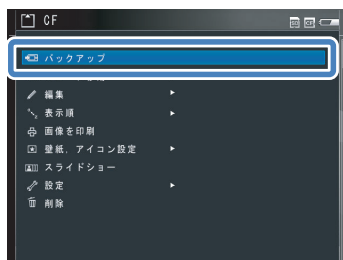 CF
バックアップ
編集
表示順
画像を印刷
壁紙，アイコン設定
スライドショー
設定
削除